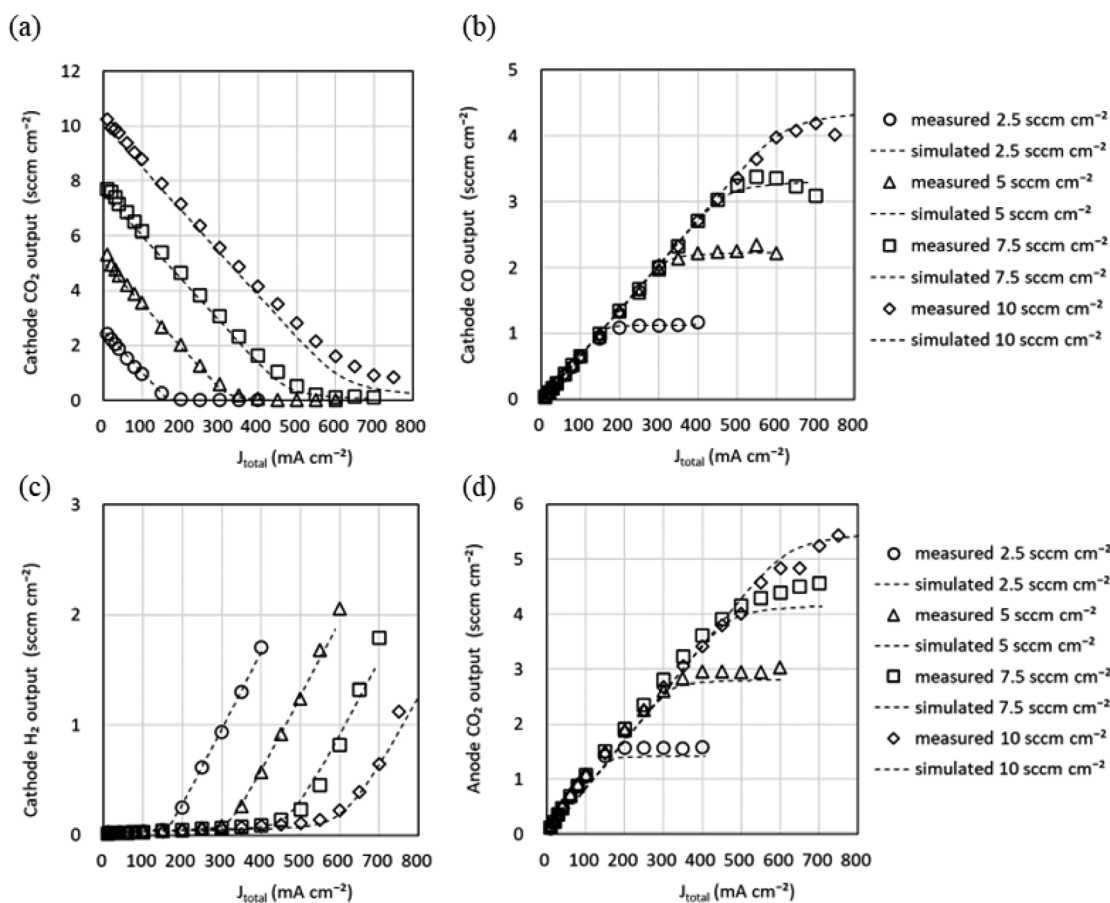 (a)
Cathode CO₂ output (sccm cm⁻²)
12
10
8
6
4
2
0
0 100 200 300 400 500 600 700 800
J_total (mA cm⁻²)
(b)
Cathode CO output (sccm cm⁻²)
5
4
3
2
1
0
0 100 200 300 400 500 600 700 800
J_total (mA cm⁻²)
measured 2.5 sccm cm⁻²
simulated 2.5 sccm cm⁻²
measured 5 sccm cm⁻²
simulated 5 sccm cm⁻²
measured 7.5 sccm cm⁻²
simulated 7.5 sccm cm⁻²
measured 10 sccm cm⁻²
simulated 10 sccm cm⁻²
(c)
Cathode H₂ output (sccm cm⁻²)
3
2
1
0
0 100 200 300 400 500 600 700 800
J_total (mA cm⁻²)
(d)
Anode CO₂ output (sccm cm⁻²)
6
5
4
3
2
1
0
0 100 200 300 400 500 600 700 800
J_total (mA cm⁻²)
measured 2.5 sccm cm⁻²
simulated 2.5 sccm cm⁻²
measured 5 sccm cm⁻²
simulated 5 sccm cm⁻²
measured 7.5 sccm cm⁻²
simulated 7.5 sccm cm⁻²
measured 10 sccm cm⁻²
simulated 10 sccm cm⁻²